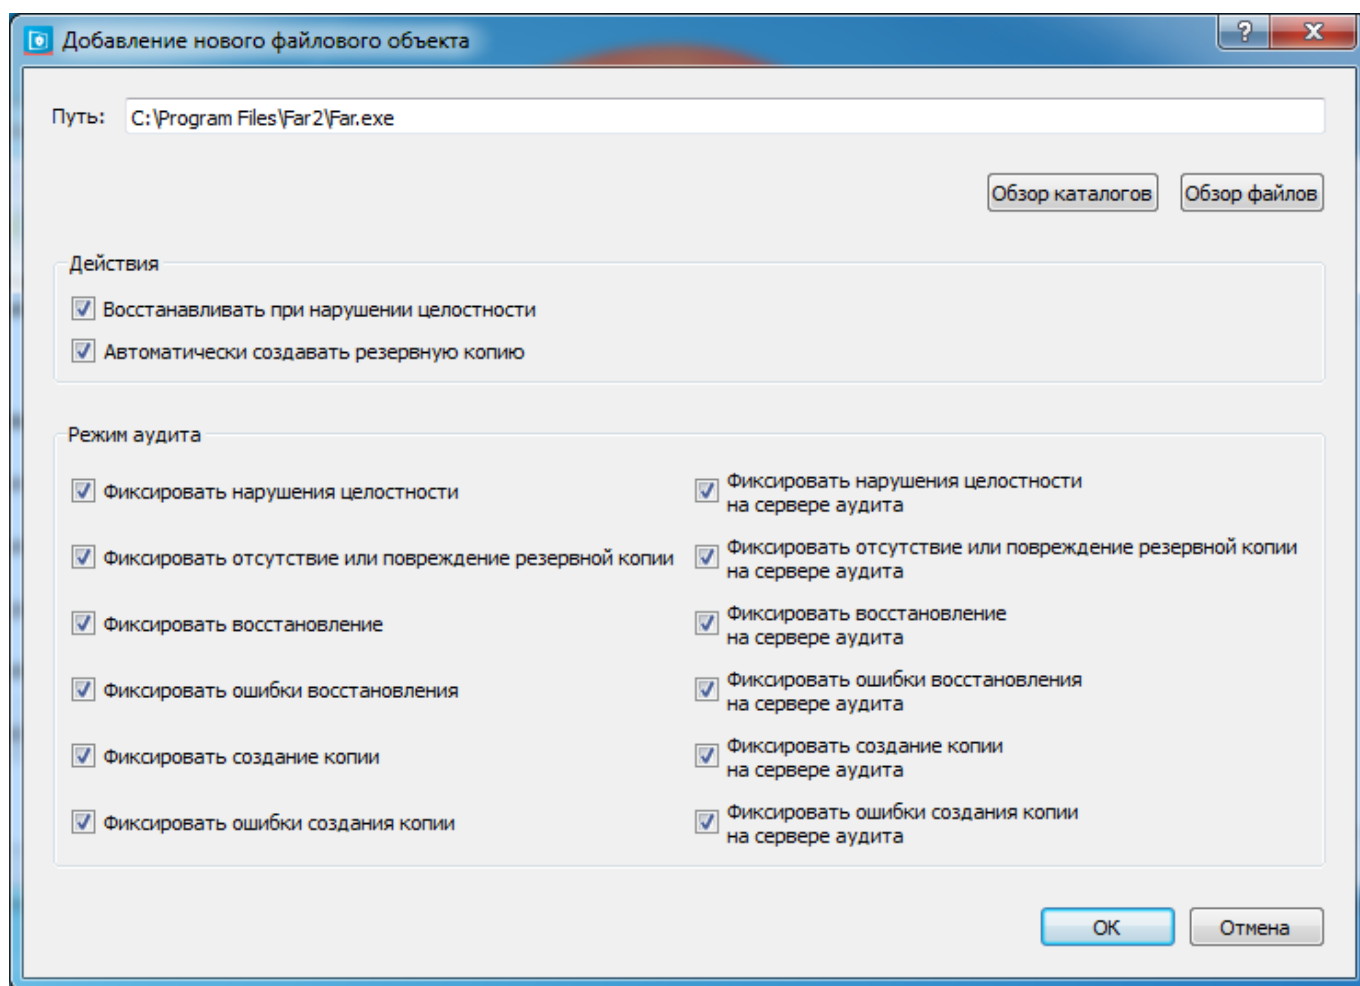 Добавление нового файлового объекта
?
Путь: C:\Program Files\Far2\Far.exe
Обзор каталогов Обзор файлов
Действия
Восстанавливать при нарушении целостности
Автоматически создавать резервную копию
Режим аудита
Фиксировать нарушения целостности
Фиксировать нарушения целостности
на сервере аудита
Фиксировать отсутствие или повреждение резервной копии
Фиксировать отсутствие или повреждение резервной копии
на сервере аудита
Фиксировать восстановление
Фиксировать восстановление
на сервере аудита
Фиксировать ошибки восстановления
Фиксировать ошибки восстановления
на сервере аудита
Фиксировать создание копии
Фиксировать создание копии
на сервере аудита
Фиксировать ошибки создания копии
Фиксировать ошибки создания копии
на сервере аудита
ОК Отмена